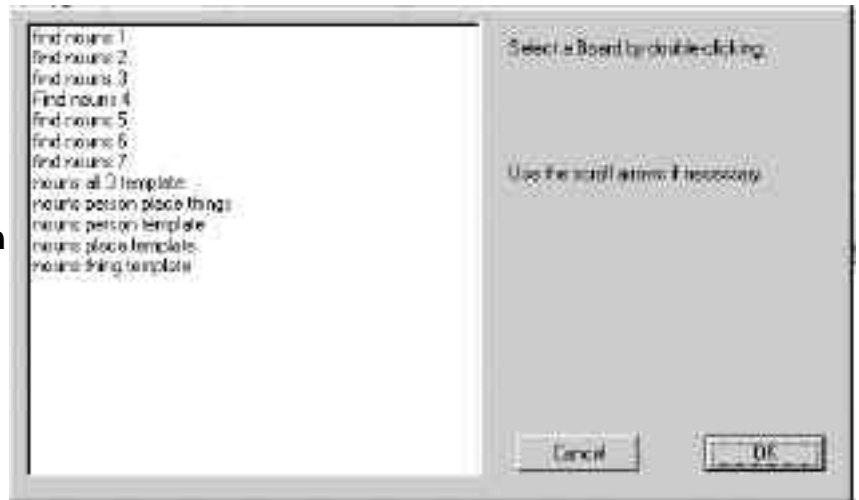 find nouns 1
find nouns 2
find nouns 3
Find nouns 4
find nouns 5
find nouns 6
find nouns 7
nouns all 3 template
nouns person place things
nouns person template
nouns place template
nouns thing template
Select a Board by double-clicking
Use the scroll arrows if necessary.
Cancel
OK